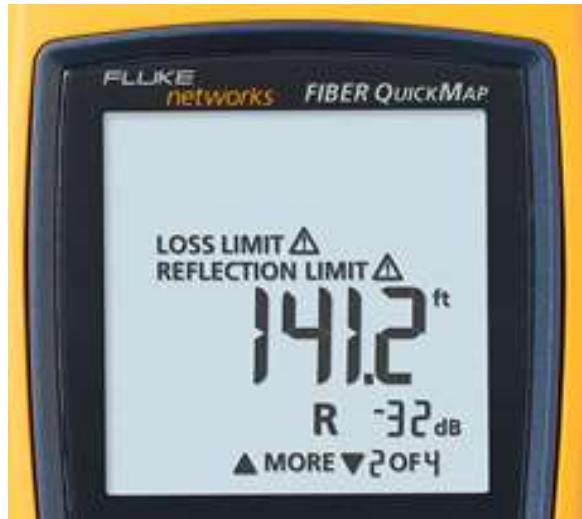 FLUKE
networks FIBER QUICKMAP
LOSS LIMIT ⚠
REFLECTION LIMIT ⚠
141.2 ft
R -32 dB
▲ MORE ▼ 2 OF 4